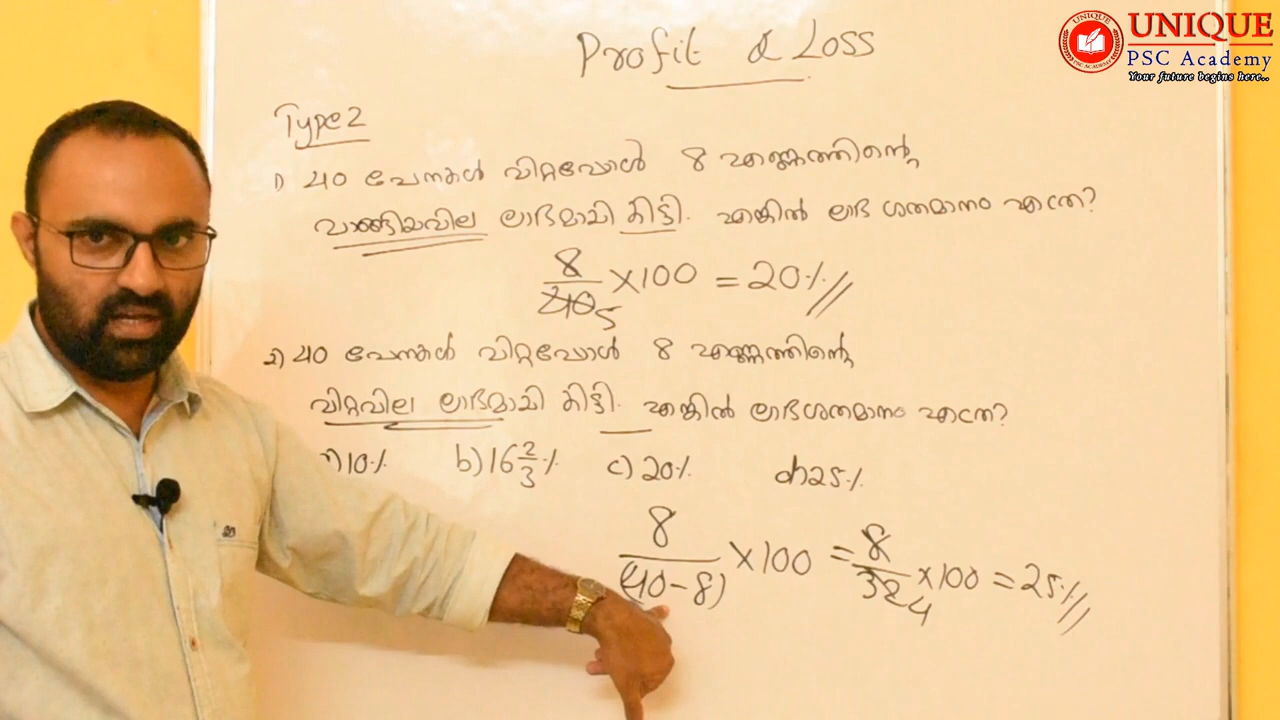 UNIQUE
PSC Academy
Your future begins here..
Profit & Loss
Type 2
1) 40 പേനകൾ വിറ്റപ്പോൾ 8 എണ്ണത്തിന്റെ
വാങ്ങിയവില ലാഭമായി കിട്ടി. എങ്കിൽ ലാഭ ശതമാനം എത്ര?
8/40 5 ×100 = 20%
2) 40 പേനകൾ വിറ്റപ്പോൾ 8 എണ്ണത്തിന്റെ
വിറ്റവില ലാഭമായി കിട്ടി. എങ്കിൽ ലാഭശതമാനം എത്ര?
10% b) 16 2/3 % c) 20% d) 25%
8/(40-8) ×100 = 8/32 4 ×100 = 25%